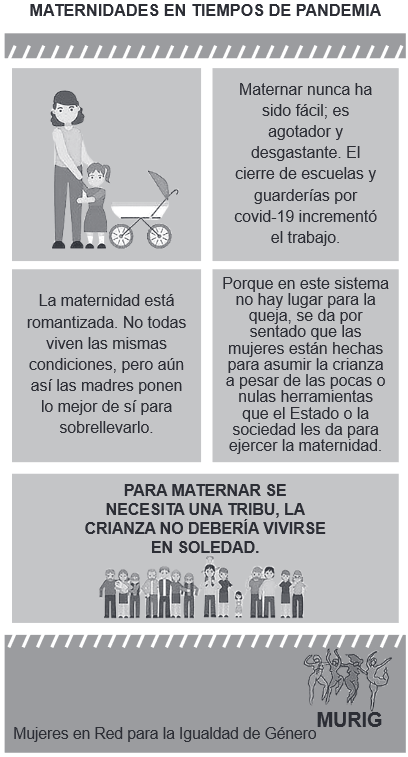 MATERNIDADES EN TIEMPOS DE PANDEMIA
Maternar nunca ha
sido fácil; es
agotador y
desgastante. El
cierre de escuelas y
guarderías por
covid-19 incrementó
el trabajo.
La maternidad está
romantizada. No todas
viven las mismas
condiciones, pero aún
así las madres ponen
lo mejor de sí para
sobrellevarlo.
Porque en este sistema
no hay lugar para la
queja, se da por
sentado que las
mujeres están hechas
para asumir la crianza
a pesar de las pocas o
nulas herramientas
que el Estado o la
sociedad les da para
ejercer la maternidad.
PARA MATERNAR SE
NECESITA UNA TRIBU, LA
CRIANZA NO DEBERÍA VIVIRSE
EN SOLEDAD.
MURIG
Mujeres en Red para la Igualdad de Género